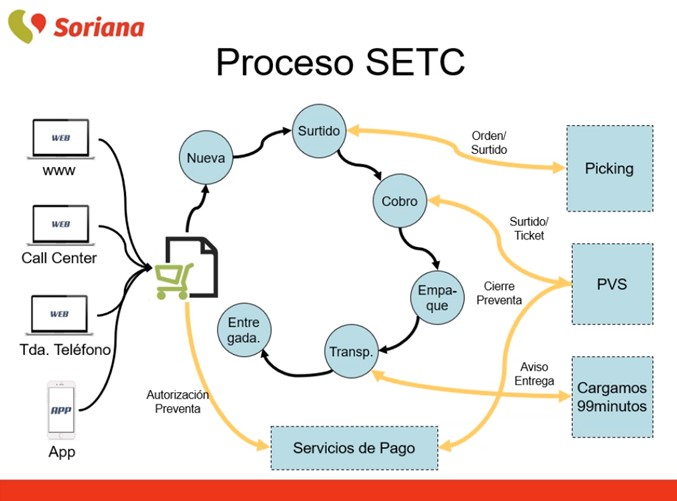 Soriana
Proceso SETC
WEB
www
WEB
Call Center
WEB
Tda. Teléfono
APP
App
Nueva
Surtido
Cobro
Empa-
que
Transp.
Entre
gada.
Orden/
Surtido
Surtido/
Ticket
Cierre
Preventa
Aviso
Entrega
Autorización
Preventa
Picking
PVS
Cargamos
99minutos
Servicios de Pago